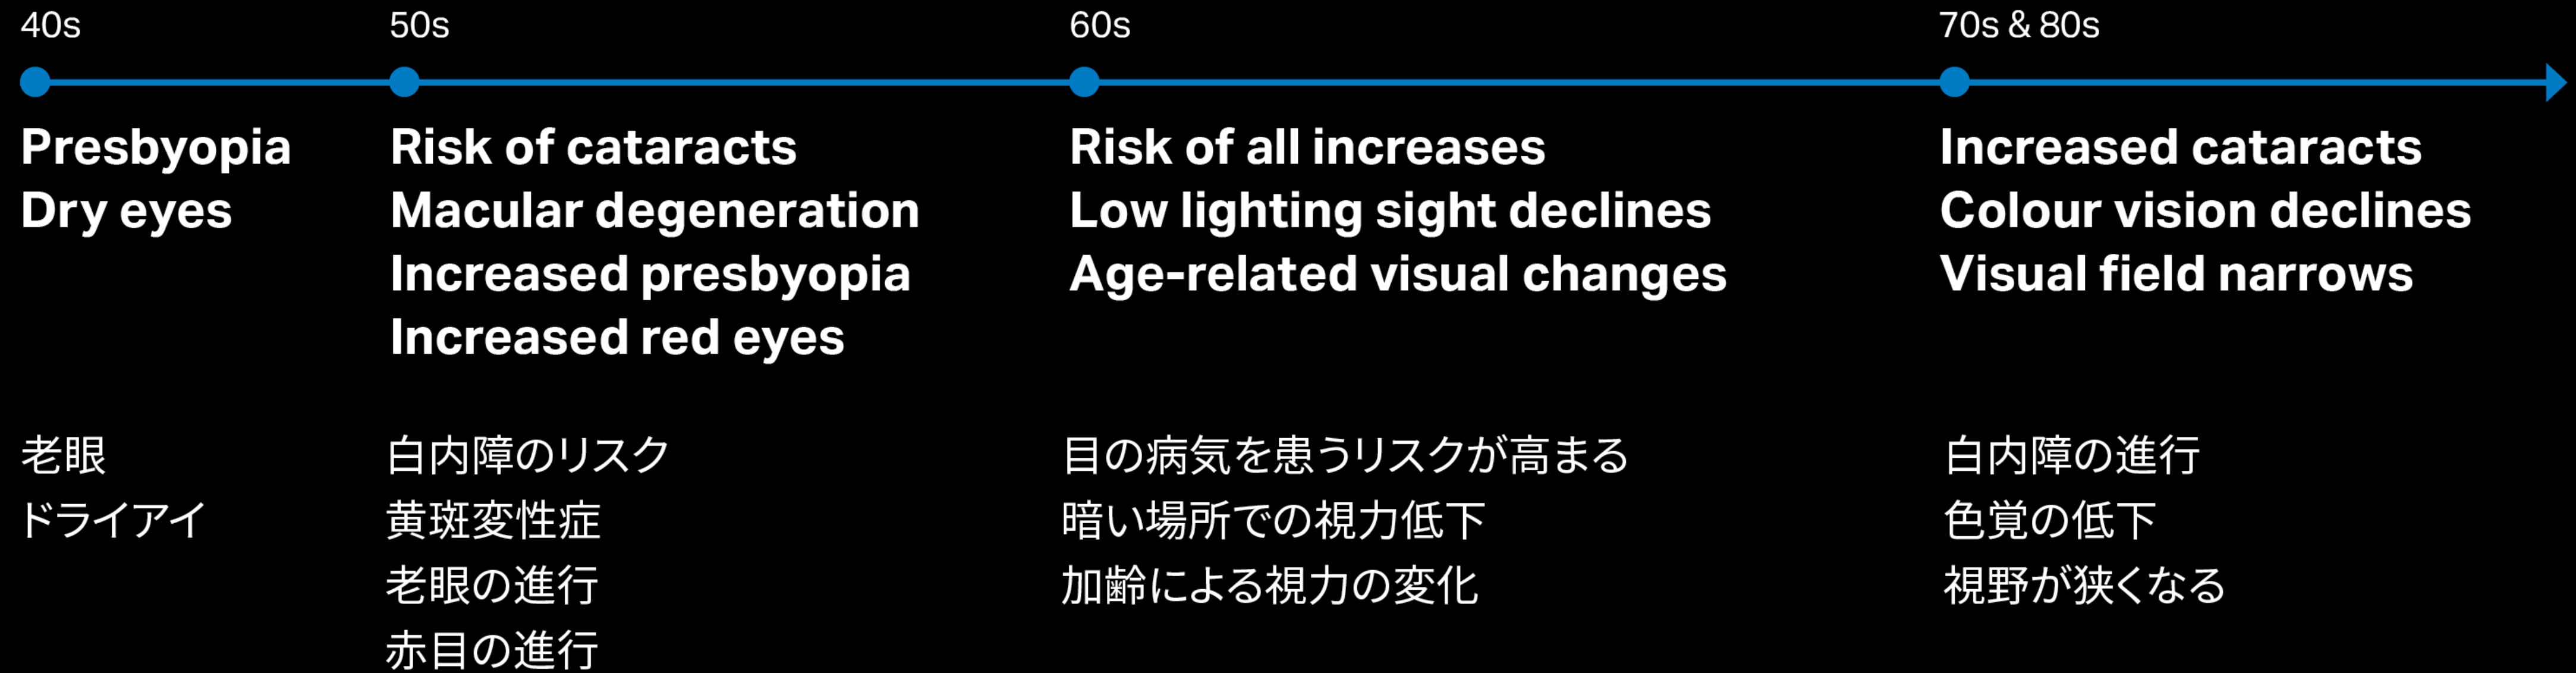 40s
Presbyopia
Dry eyes
老眼
ドライアイ
50s
Risk of cataracts
Macular degeneration
Increased presbyopia
Increased red eyes
白内障のリスク
黄斑変性症
老眼の進行
赤目の進行
60s
Risk of all increases
Low lighting sight declines
Age-related visual changes
目の病気を患うリスクが高まる
暗い場所での視力低下
加齢による視力の変化
70s & 80s
Increased cataracts
Colour vision declines
Visual field narrows
白内障の進行
色覚の低下
視野が狭くなる